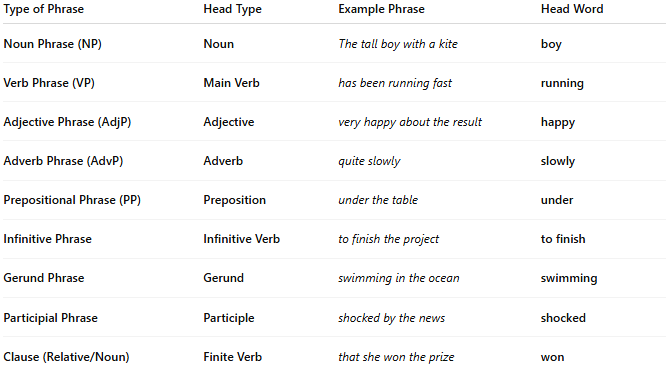 Type of Phrase Head Type Example Phrase Head Word
Noun Phrase (NP) Noun The tall boy with a kite boy
Verb Phrase (VP) Main Verb has been running fast running
Adjective Phrase (AdjP) Adjective very happy about the result happy
Adverb Phrase (AdvP) Adverb quite slowly slowly
Prepositional Phrase (PP) Preposition under the table under
Infinitive Phrase Infinitive Verb to finish the project to finish
Gerund Phrase Gerund swimming in the ocean swimming
Participial Phrase Participle shocked by the news shocked
Clause (Relative/Noun) Finite Verb that she won the prize won